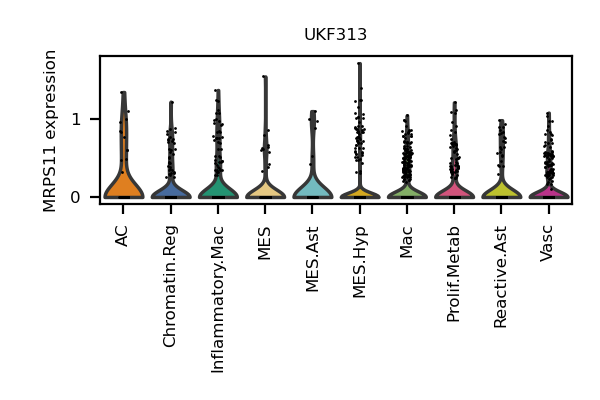 UKF313
MRPS11 expression
1
0
AC
Chromatin.Reg
Inflammatory.Mac
MES
MES.Ast
MES.Hyp
Mac
Prolif.Metab
Reactive.Ast
Vasc